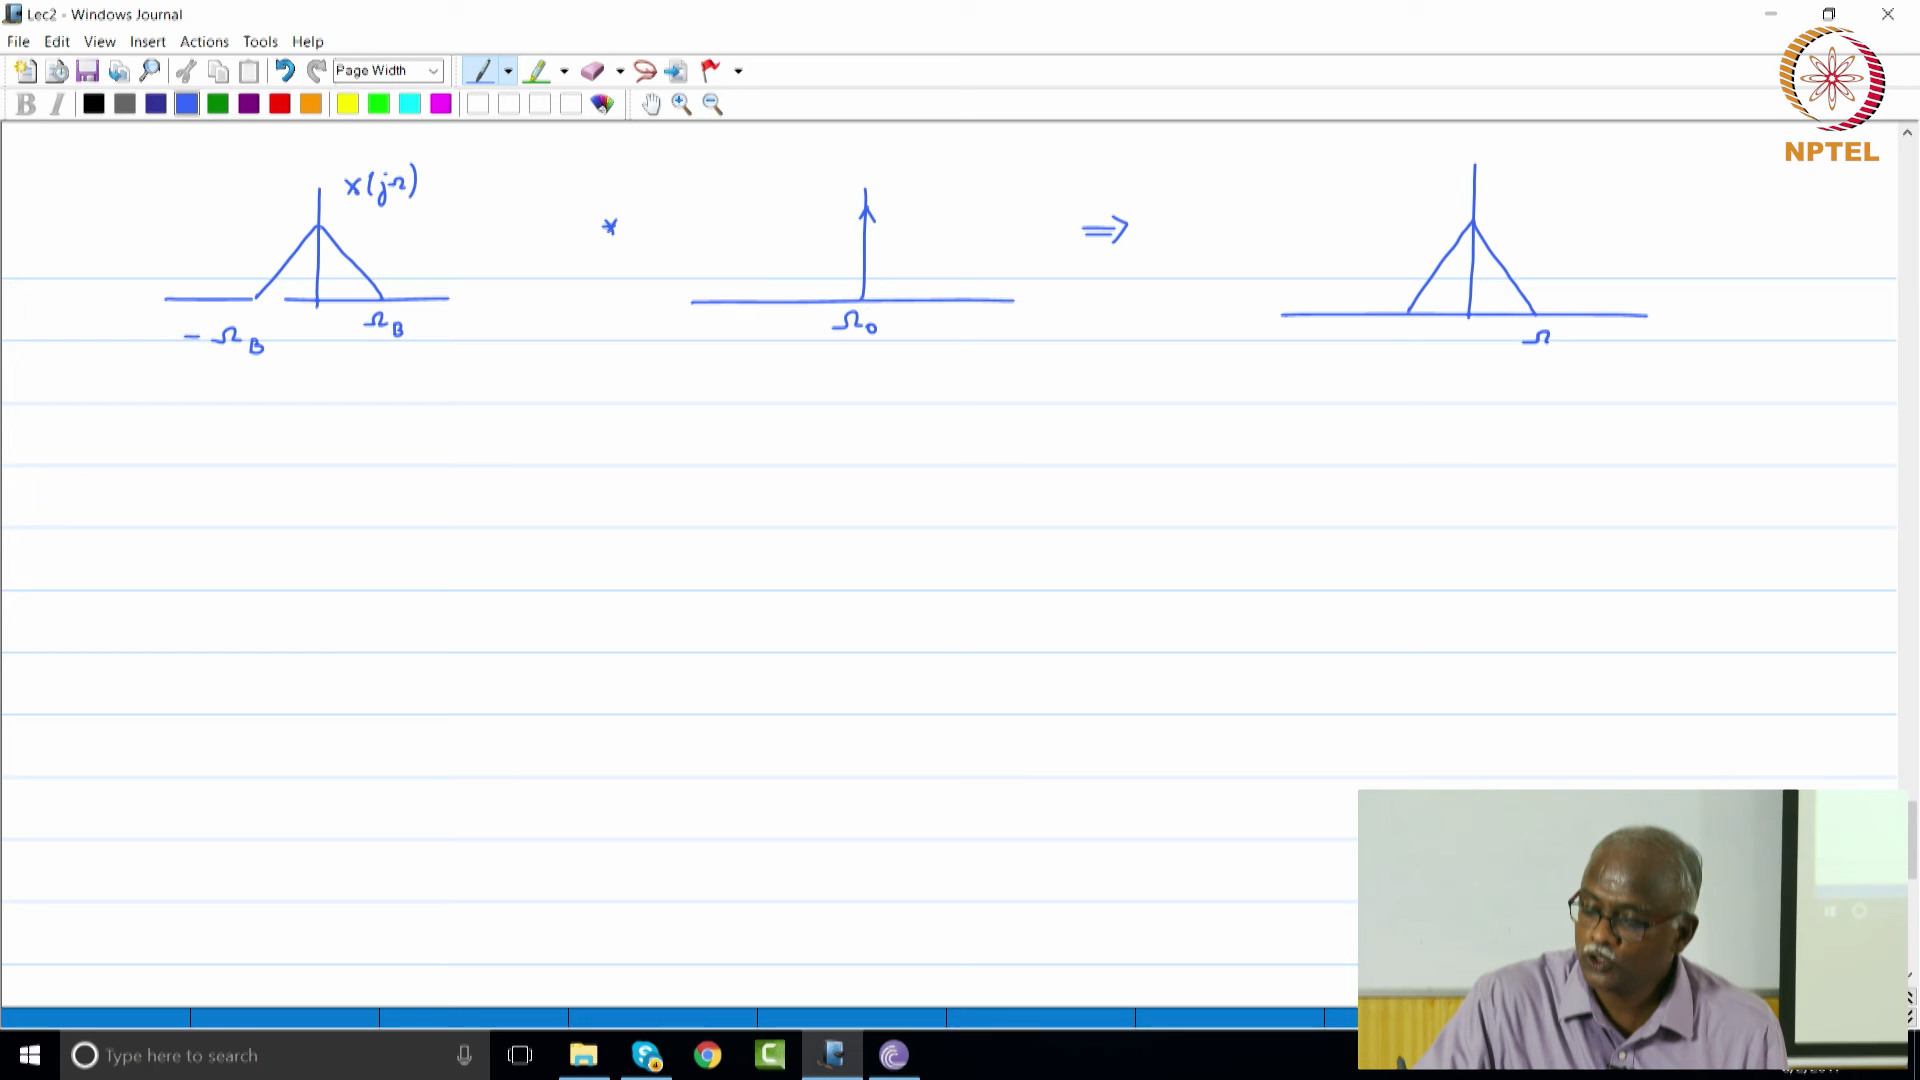 Lec2 - Windows Journal
File Edit View Insert Actions Tools Help
Page Width
B I
NPTEL
X(jΩ)
* ⇒
- Ω_B Ω_B Ω_0 Ω
Type here to search